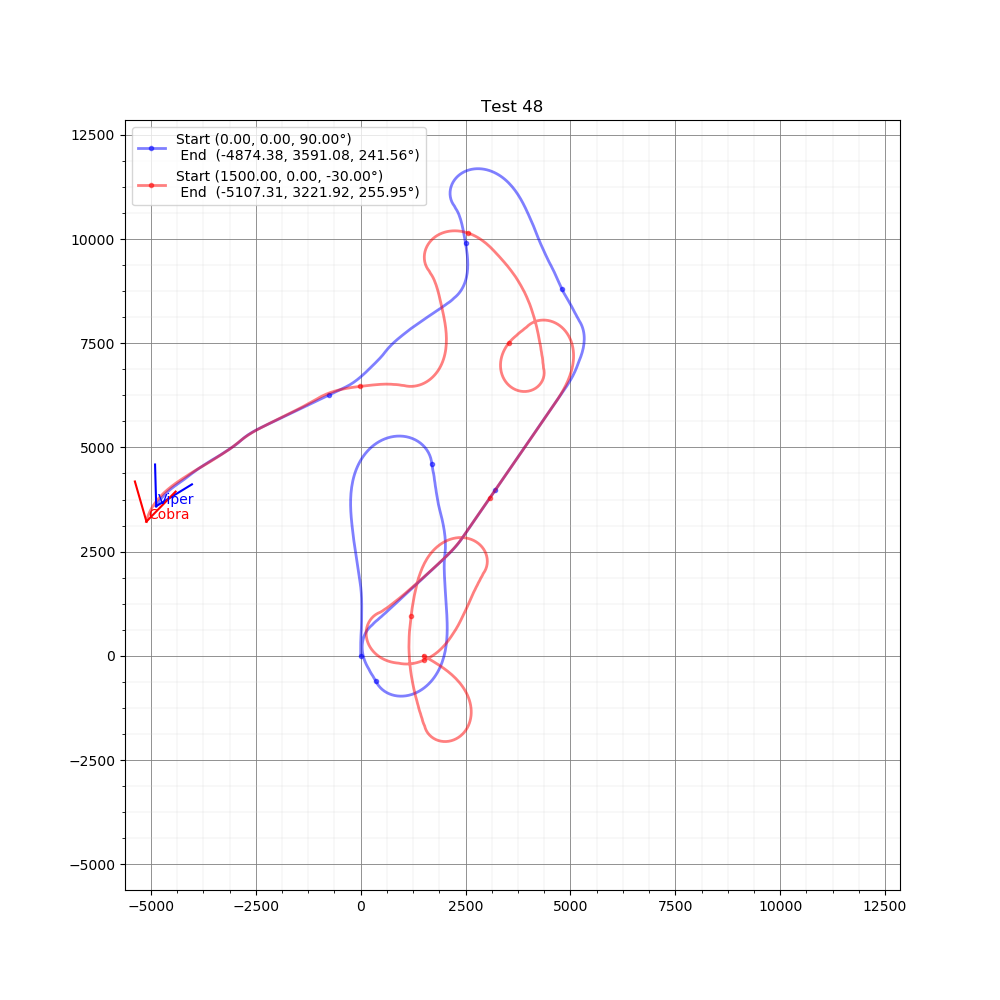 Test 48
Start (0.00, 0.00, 90.00°)
End  (-4874.38, 3591.08, 241.56°)
Start (1500.00, 0.00, -30.00°)
End  (-5107.31, 3221.92, 255.95°)
12500
10000
7500
5000
2500
0
−2500
−5000
Viper
Cobra
−5000 −2500 0 2500 5000 7500 10000 12500